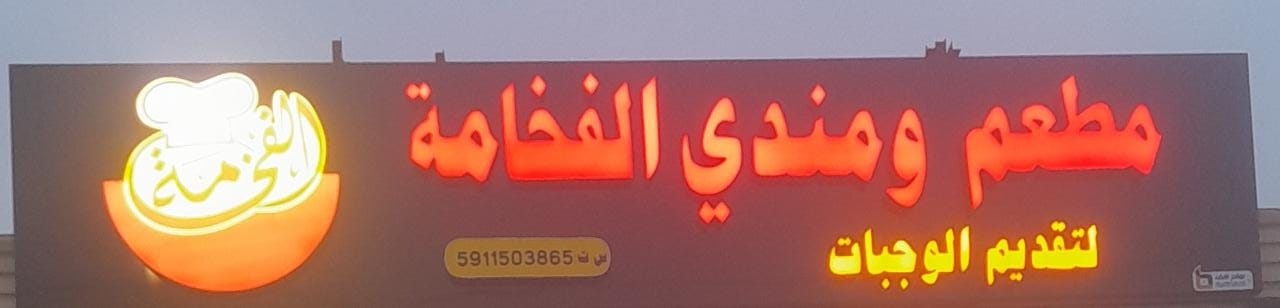 مطعم ومندي الفخامة
لتقديم الوجبات
س ت 5911503865
الفخامة